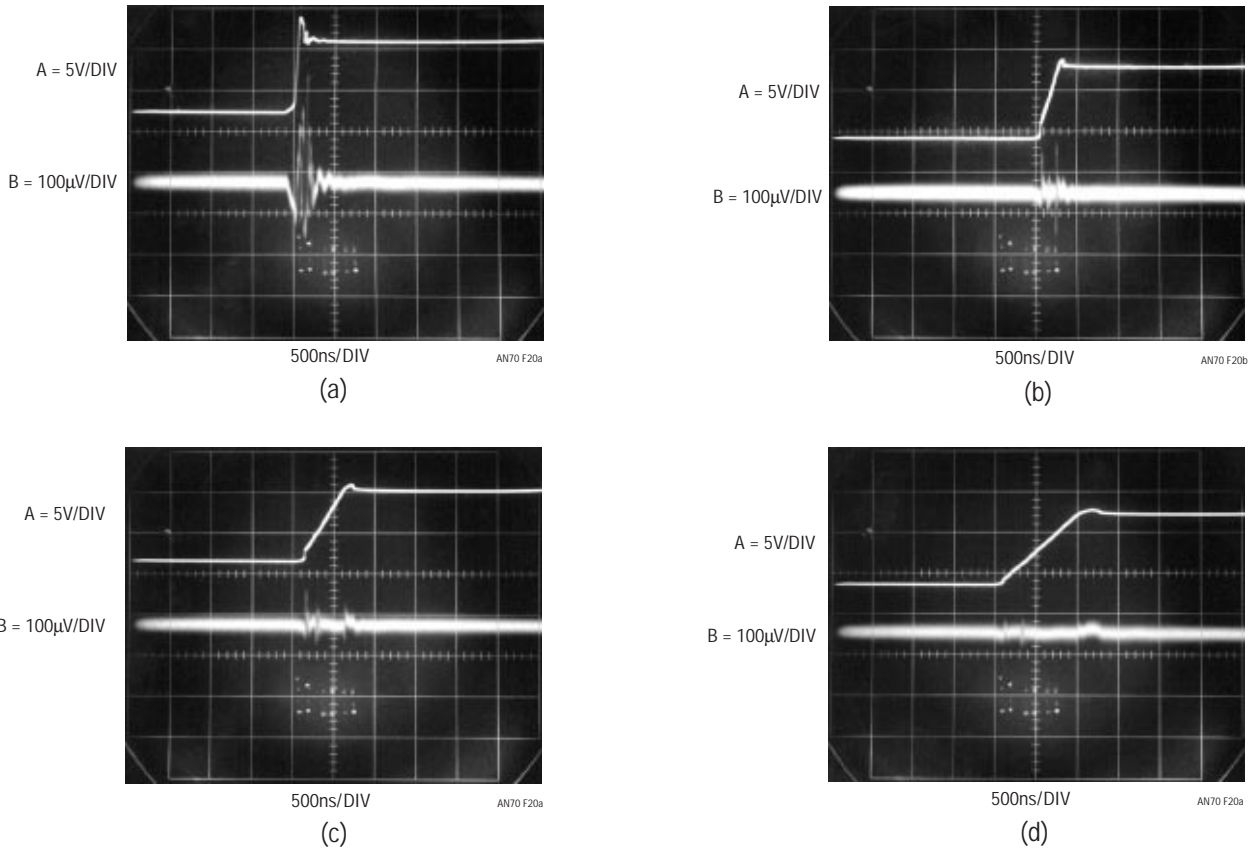 A = 5V/DIV
B = 100µV/DIV
500ns/DIV
AN70 F20a
(a)
A = 5V/DIV
B = 100µV/DIV
500ns/DIV
AN70 F20b
(b)
A = 5V/DIV
B = 100µV/DIV
500ns/DIV
AN70 F20a
(c)
A = 5V/DIV
B = 100µV/DIV
500ns/DIV
AN70 F20a
(d)